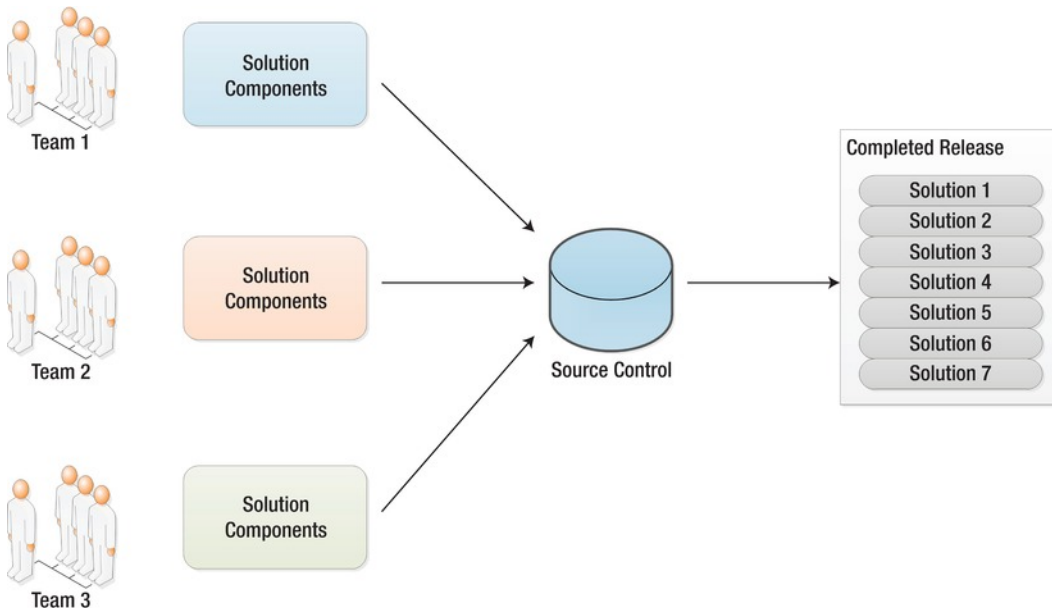 Solution
Components
Team 1
Completed Release
Solution 1
Solution 2
Solution 3
Solution 4
Solution 5
Solution 6
Solution 7
Solution
Components
Team 2
Source Control
Solution
Components
Team 3